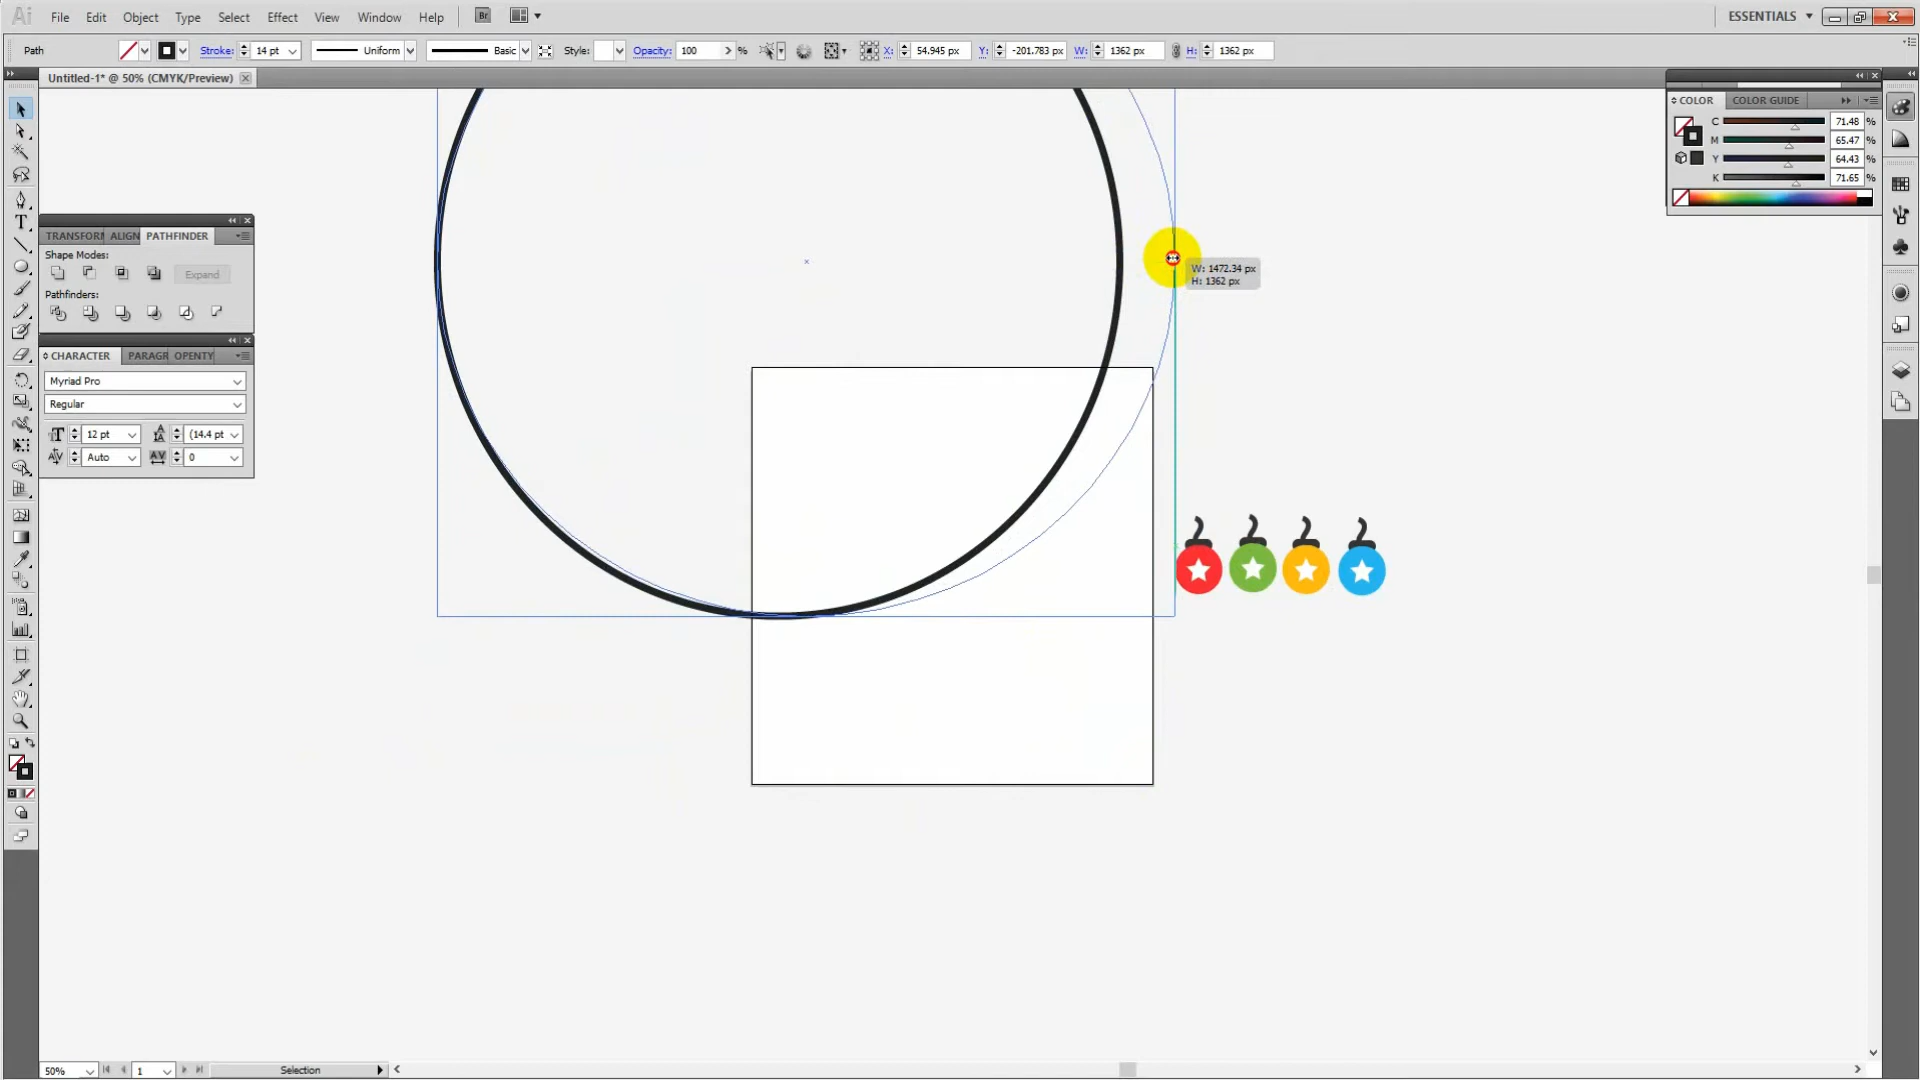 Ai File Edit Object Type Select Effect View Window Help Br ESSENTIALS
Path Stroke: 14 pt Uniform Basic Style: Opacity: 100 % X: 54.945 px Y: -201.783 px W: 1362 px H: 1362 px
Untitled-1* @ 50% (CMYK/Preview)
COLOR COLOR GUIDE
C 71.48 %
M 65.47 %
Y 64.43 %
K 71.65 %
TRANSFORM ALIGN PATHFINDER
Shape Modes:
Expand
Pathfinders:
CHARACTER PARAGR OPENTY
Myriad Pro
Regular
12 pt (14.4 pt
Auto 0
W: 1472.34 px
H: 1362 px
50% 1 Selection